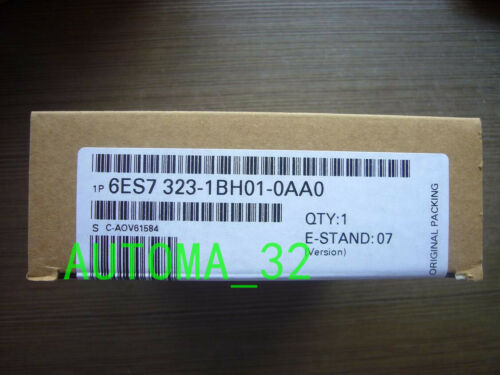 1P 6ES7 323-1BH01-0AA0
S C-AOV61584
QTY:1
E-STAND: 07
(Version)
ORIGINAL PACKING
AUTOMA_32